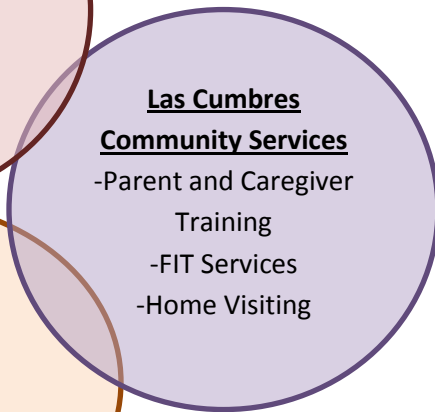 Las Cumbres
Community Services
-Parent and Caregiver
Training
-FIT Services
-Home Visiting